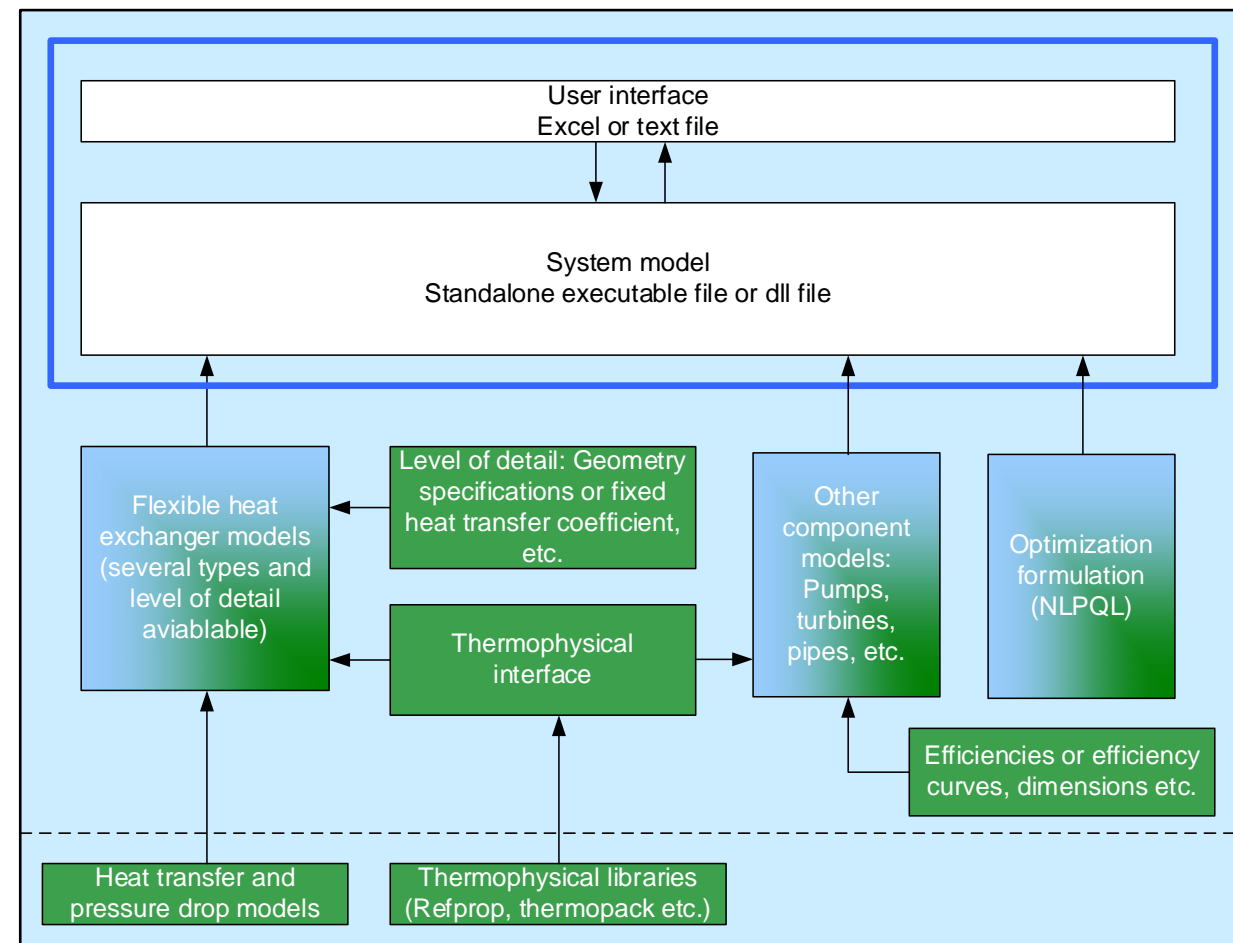 User interface
Excel or text file
System model
Standalone executable file or dll file
Flexible heat
exchanger models
(several types and
level of detail
aviablable)
Level of detail: Geometry
specifications or fixed
heat transfer coefficient,
etc.
Other
component
models:
Pumps,
turbines,
pipes, etc.
Optimization
formulation
(NLPQL)
Thermophysical
interface
Efficiencies or efficiency
curves, dimensions etc.
Heat transfer and
pressure drop models
Thermophysical libraries
(Refprop, thermopack etc.)